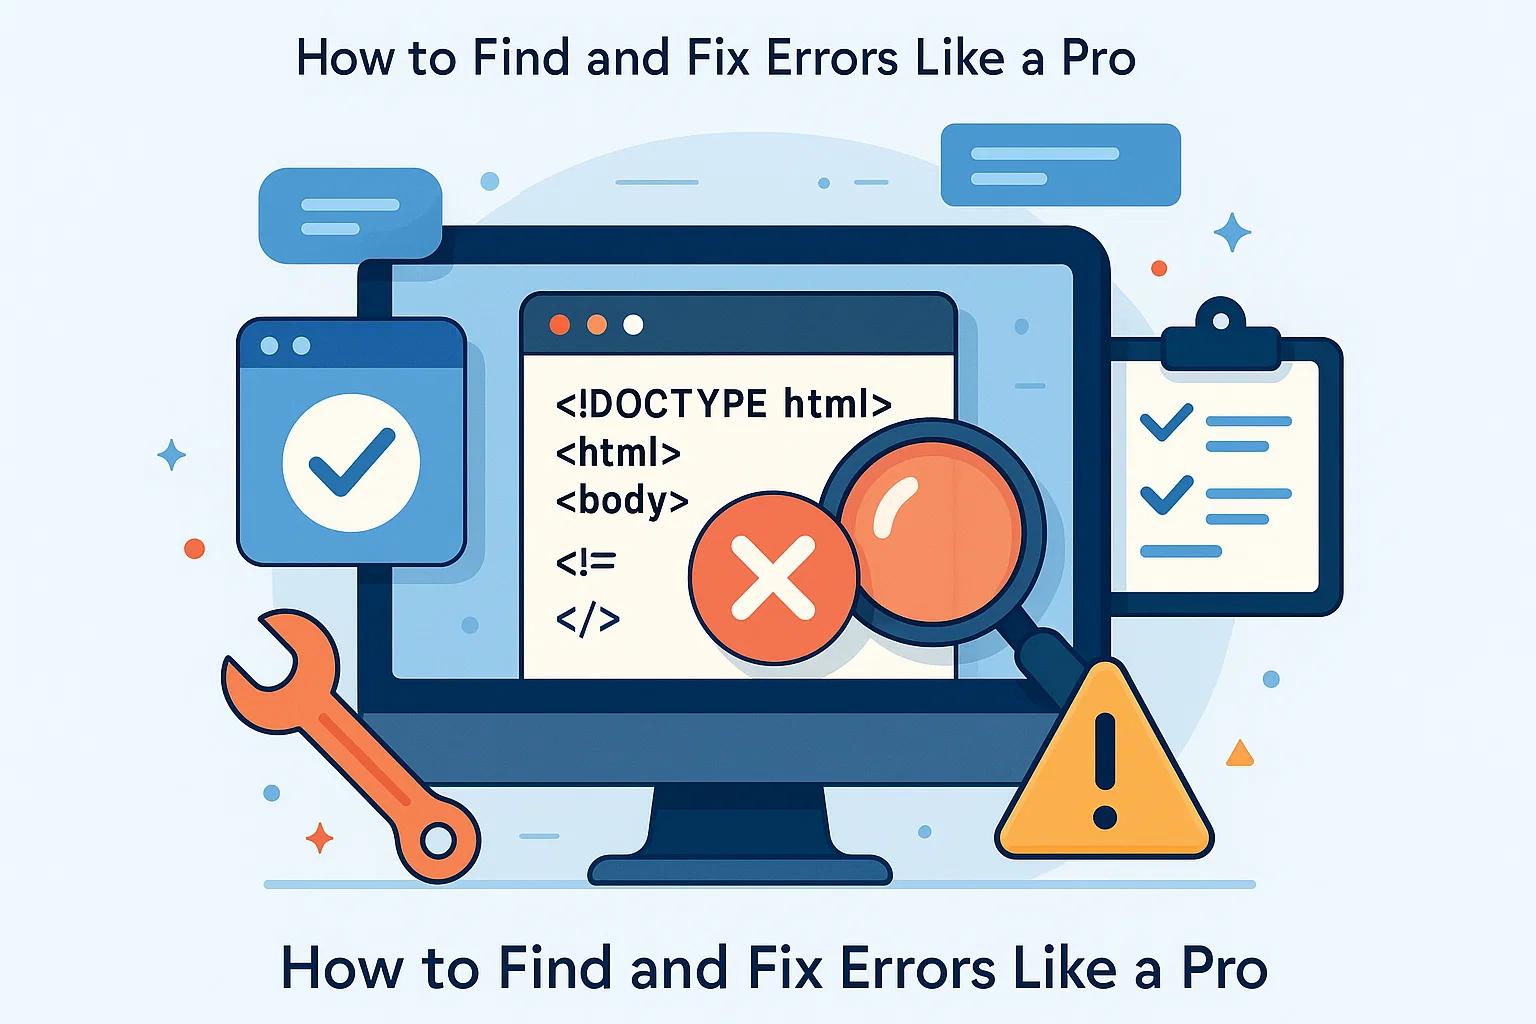 How to Find and Fix Errors Like a Pro
<!DOCTYPE html>
<html>
<body>
<!=
</>
How to Find and Fix Errors Like a Pro